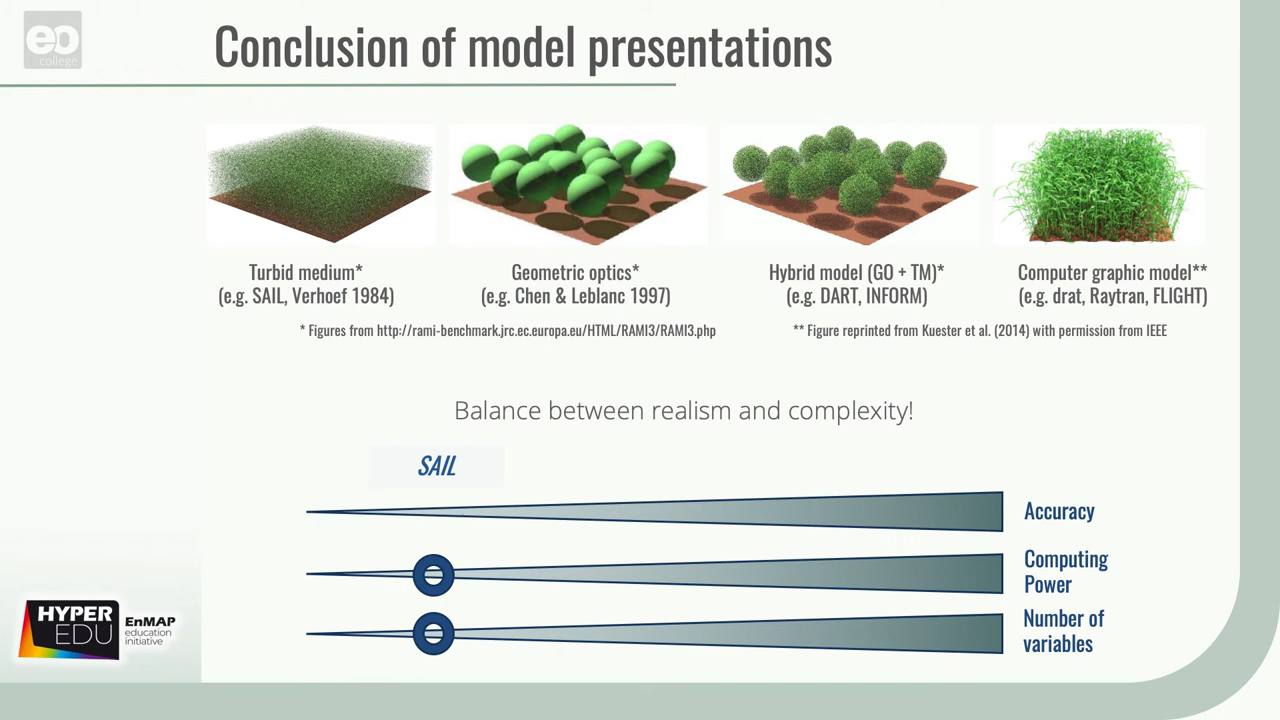 eo
college
Conclusion of model presentations
Turbid medium*
(e.g. SAIL, Verhoef 1984)
Geometric optics*
(e.g. Chen & Leblanc 1997)
Hybrid model (GO + TM)*
(e.g. DART, INFORM)
Computer graphic model**
(e.g. drat, Raytran, FLIGHT)
* Figures from http://rami-benchmark.jrc.ec.europa.eu/HTML/RAMI3/RAMI3.php
** Figure reprinted from Kuester et al. (2014) with permission from IEEE
Balance between realism and complexity!
SAIL
Accuracy
Computing
Power
Number of
variables
HYPER
EDU
EnMAP
education
initiative